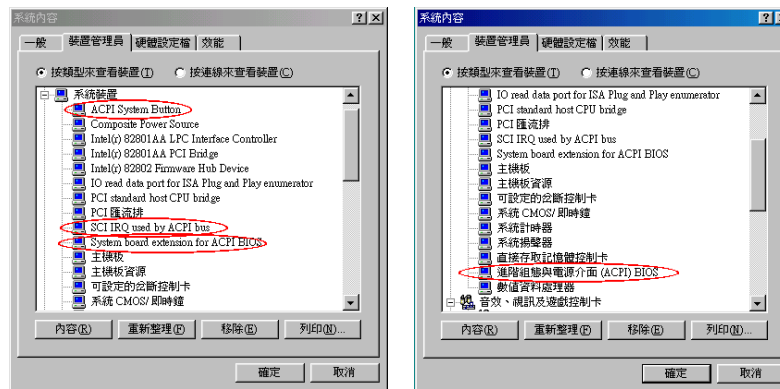 系統內容
一般
裝置管理員
硬體設定檔
效能
按類型來查看裝置(T)
按連線來查看裝置(C)
系統裝置
ACPI System Button
Composite Power Source
Intel(r) 82801AA LPC Interface Controller
Intel(r) 82801AA PCI Bridge
Intel(r) 82802 Firmware Hub Device
IO read data port for ISA Plug and Play enumerator
PCI standard host CPU bridge
PCI 匯流排
SCI IRQ used by ACPI bus
System board extension for ACPI BIOS
主機板
主機板資源
可設定的岔斷控制卡
系統 CMOS/即時鐘
內容(R)
重新整理(F)
移除(E)
列印(N)...
確定
取消
系統內容
一般
裝置管理員
硬體設定檔
效能
按類型來查看裝置(T)
按連線來查看裝置(C)
IO read data port for ISA Plug and Play enumerator
PCI standard host CPU bridge
PCI 匯流排
SCI IRQ used by ACPI bus
System board extension for ACPI BIOS
主機板
主機板資源
可設定的岔斷控制卡
系統 CMOS/即時鐘
系統計時器
系統揚聲器
直接存取記憶體控制卡
進階組態與電源介面 (ACPI) BIOS
數值資料處理器
音效、視訊及遊戲控制卡
內容(R)
重新整理(F)
移除(E)
列印(N)...
確定
取消